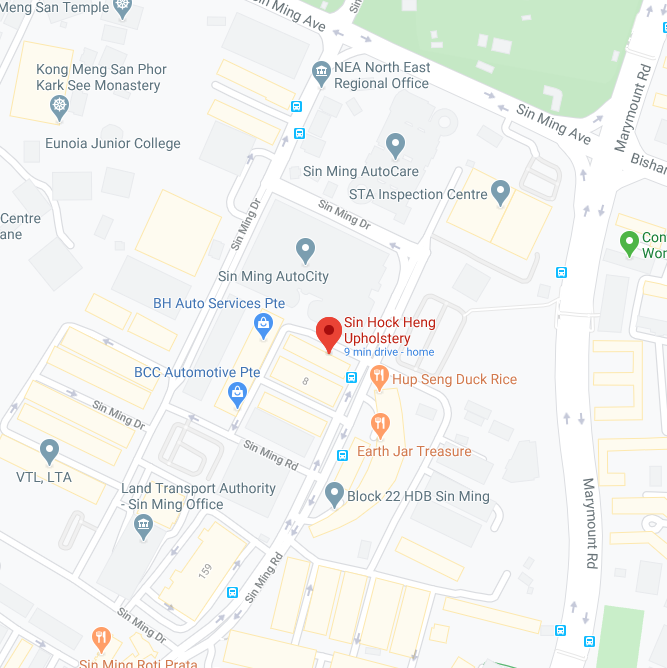 Meng San Temple
Sin Ming Ave
Sin
Marymount Rd
Kong Meng San Phor
Kark See Monastery
NEA North East
Regional Office
Sin Ming Ave
Eunoia Junior College
Bishan
Sin Ming AutoCare
STA Inspection Centre
Centre
ane
Sin Ming Dr
Sin Ming Dr
Con
Wor
Sin Ming AutoCity
BH Auto Services Pte
Sin Hock Heng
Upholstery
9 min drive - home
BCC Automotive Pte
8
Hup Seng Duck Rice
Sin Ming Dr
Sin Ming Rd
Earth Jar Treasure
VTL, LTA
Land Transport Authority
- Sin Ming Office
Block 22 HDB Sin Ming
Marymount Rd
159
Sin Ming Rd
Sin Ming Dr
Sin Ming Roti Prata